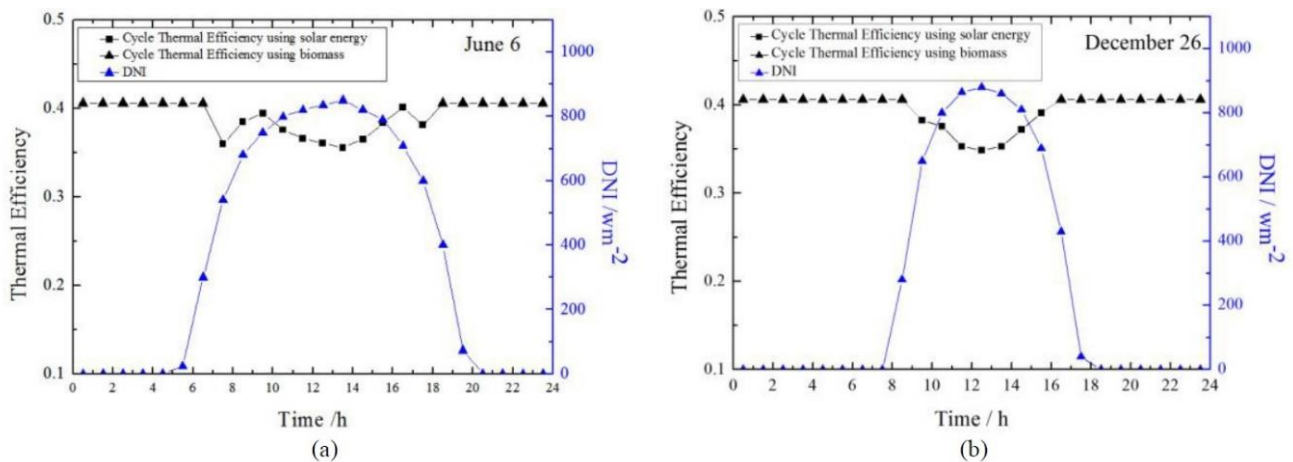 0.5
Cycle Thermal Efficiency using solar energy
Cycle Thermal Efficiency using biomass
DNI
June 6
1000
0.4
800
600
0.3
400
0.2
200
0.1
0
0 2 4 6 8 10 12 14 16 18 20 22 24
Thermal Efficiency
DNI /wm-2
Time /h
(a)
0.5
Cycle Thermal Efficiency using solar energy
Cycle Thermal Efficiency using biomass
DNI
December 26
1000
0.4
800
600
0.3
400
0.2
200
0.1
0
0 2 4 6 8 10 12 14 16 18 20 22 24
Thermal Efficiency
DNI / wm-2
Time / h
(b)